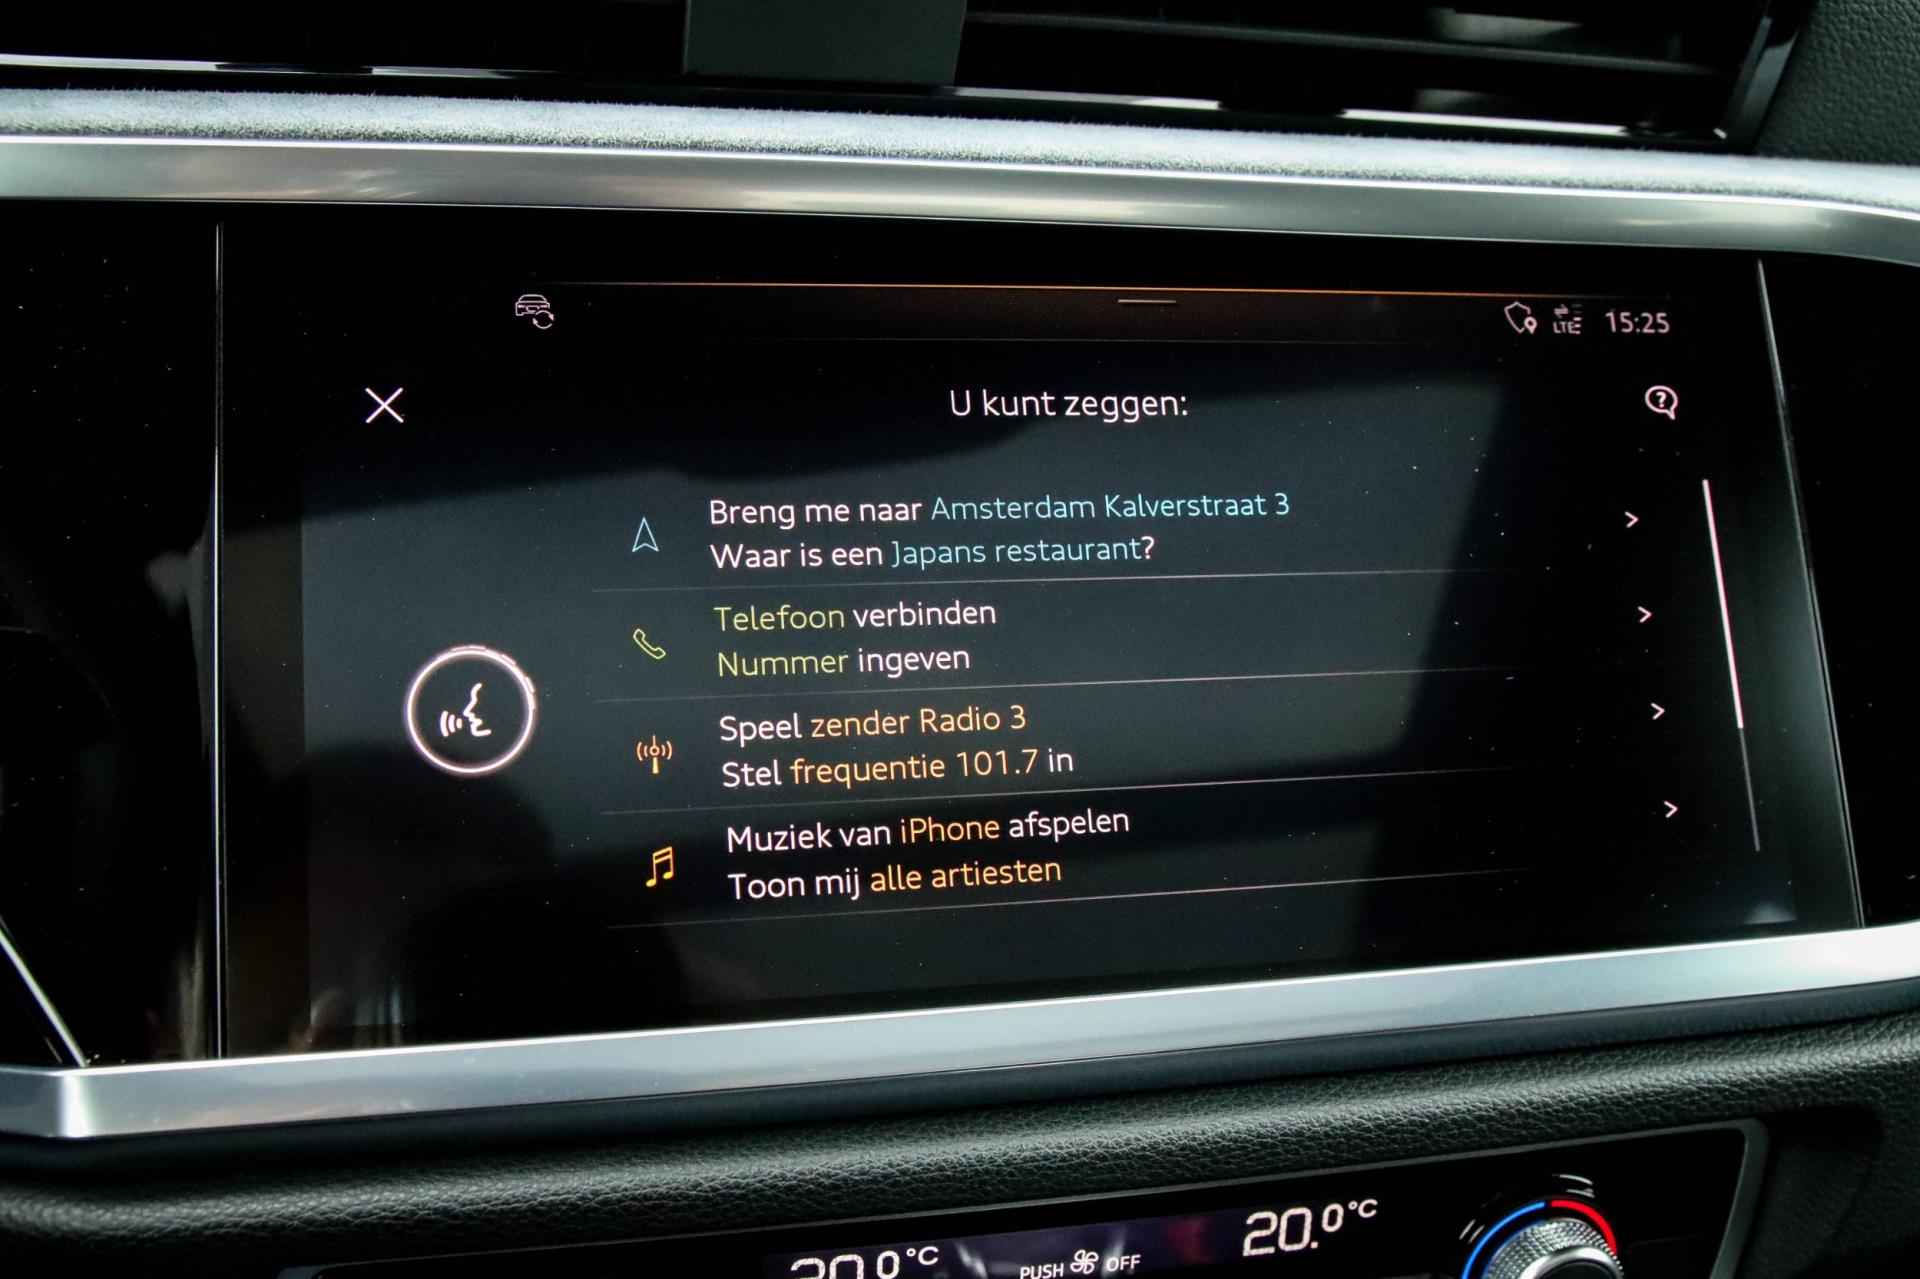 LTE 15:25
U kunt zeggen:
Breng me naar Amsterdam Kalverstraat 3
Waar is een Japans restaurant?
Telefoon verbinden
Nummer ingeven
Speel zender Radio 3
Stel frequentie 101.7 in
Muziek van iPhone afspelen
Toon mij alle artiesten
20.0°C PUSH OFF 20.0°C